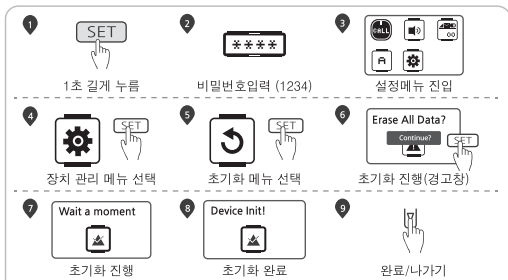 1
SET
1초 길게 누름
2
****
비밀번호입력 (1234)
3
CALL
00
A
설정메뉴 진입
4
SET
장치 관리 메뉴 선택
5
SET
초기화 메뉴 선택
6
Erase All Data?
Continue?
SET
초기화 진행(경고창)
7
Wait a moment
초기화 진행
8
Device Init!
초기화 완료
9
완료/나가기